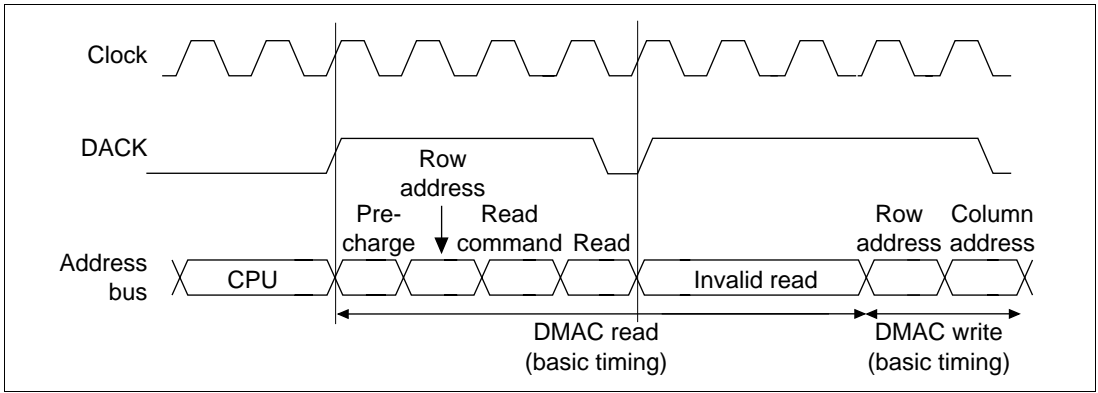 Clock
DACK
Row
address
Pre-
charge
Read
command
Read
Row
address
Column
address
Address
bus
CPU
Invalid read
DMAC read
(basic timing)
DMAC write
(basic timing)